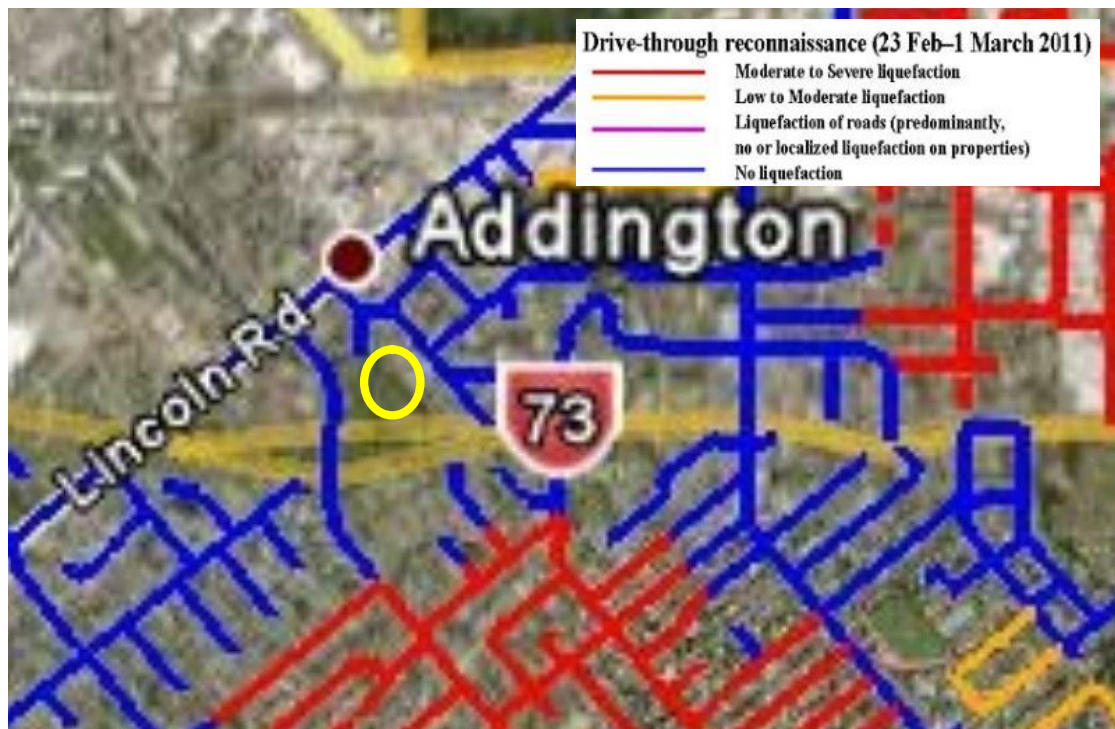 Drive-through reconnaissance (23 Feb–1 March 2011)
Moderate to Severe liquefaction
Low to Moderate liquefaction
Liquefaction of roads (predominantly,
no or localized liquefaction on properties)
No liquefaction
Addington
Lincoln Rd
73